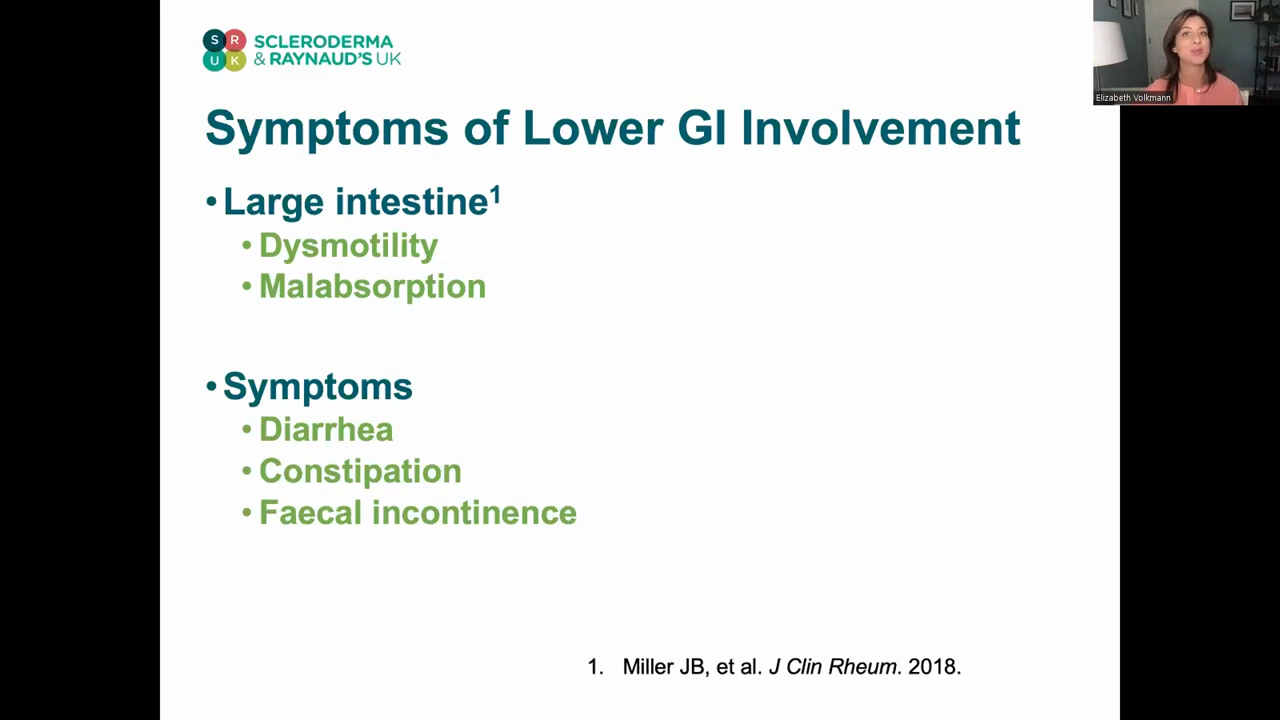 S R
U K
SCLERODERMA
& RAYNAUD'S UK
Elizabeth Volkmann
Symptoms of Lower GI Involvement
• Large intestine¹
• Dysmotility
• Malabsorption
• Symptoms
• Diarrhea
• Constipation
• Faecal incontinence
1. Miller JB, et al. J Clin Rheum. 2018.